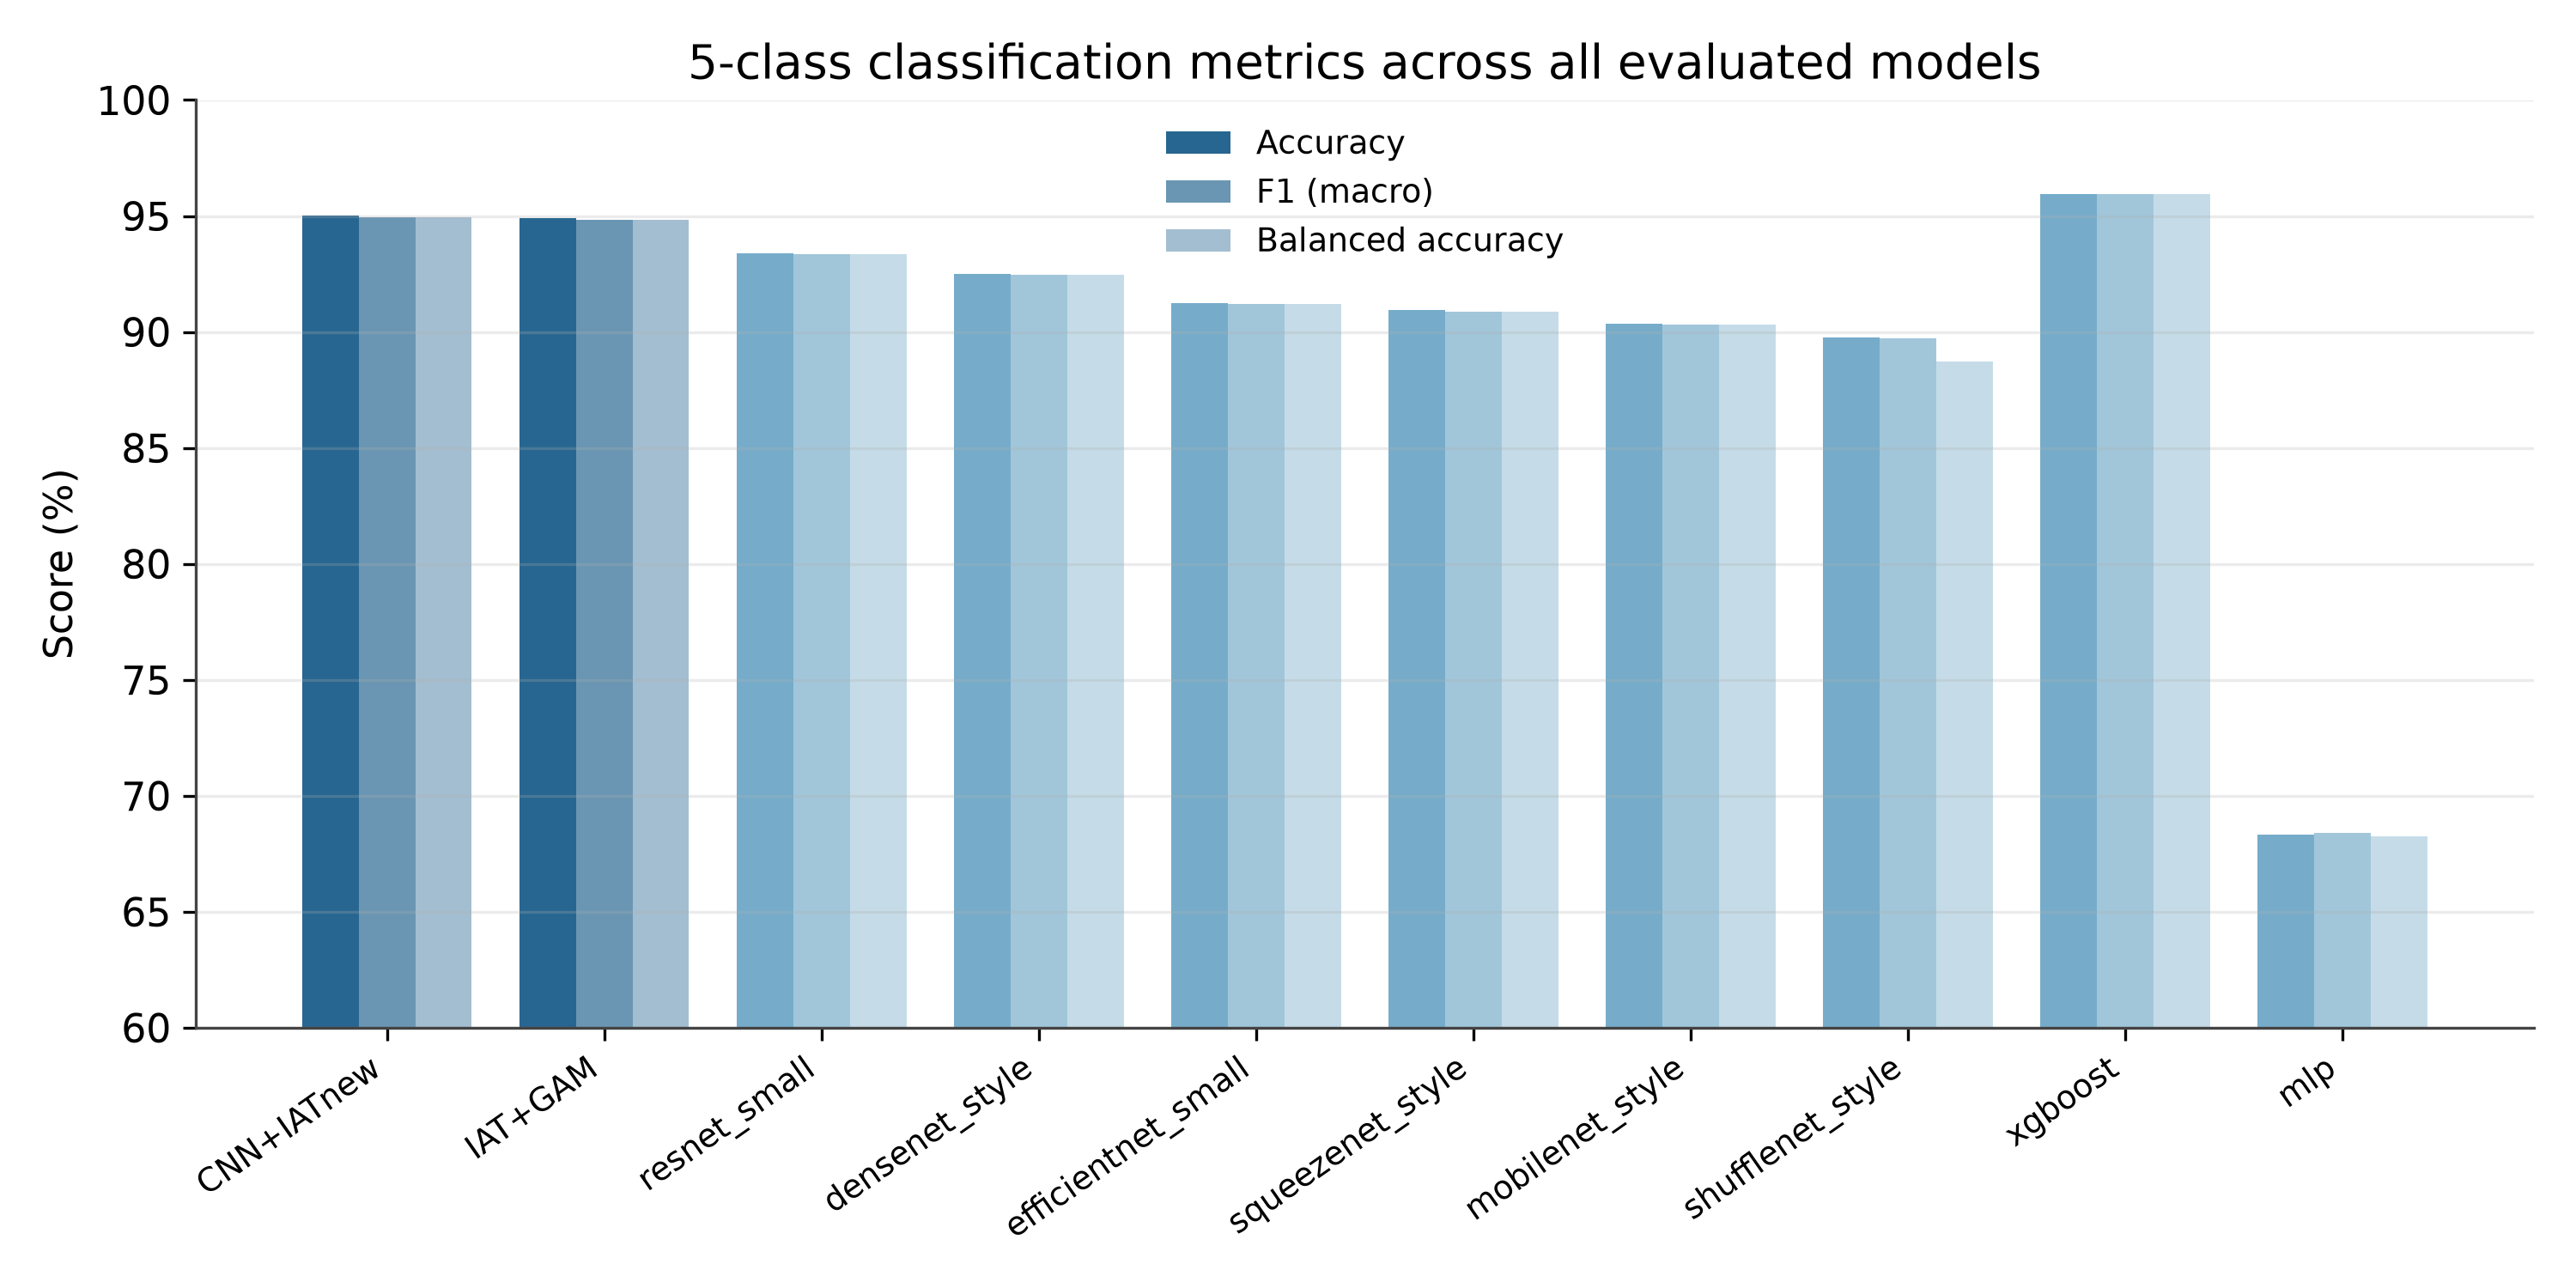 5-class classification metrics across all evaluated models
100
95
90
85
80
75
70
65
60
Score (%)
Accuracy
F1 (macro)
Balanced accuracy
CNN+IATnew
IAT+GAM
resnet_small
densenet_style
efficientnet_small
squeezenet_style
mobilenet_style
shufflenet_style
xgboost
mlp